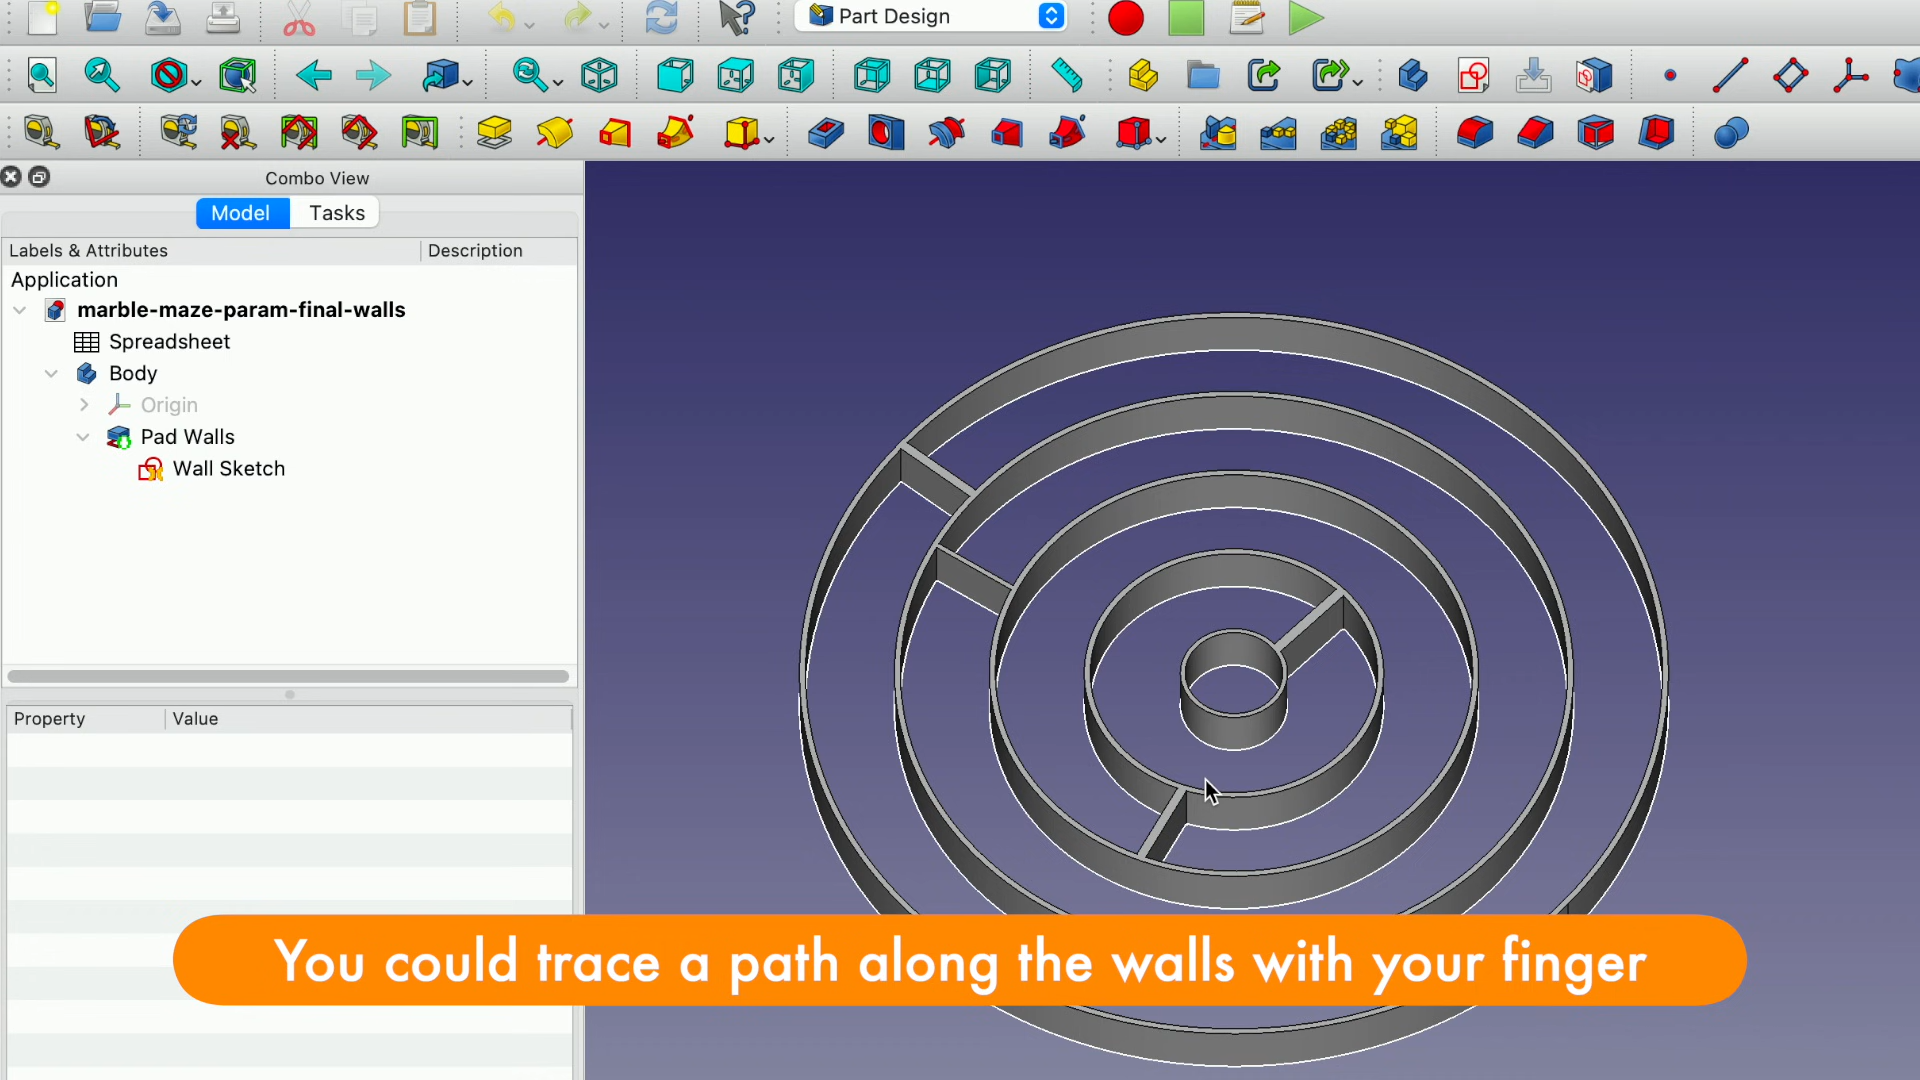 Part Design
Combo View
Model
Tasks
Labels & Attributes
Description
Application
marble-maze-param-final-walls
Spreadsheet
Body
Origin
Pad Walls
Wall Sketch
Property
Value
You could trace a path along the walls with your finger